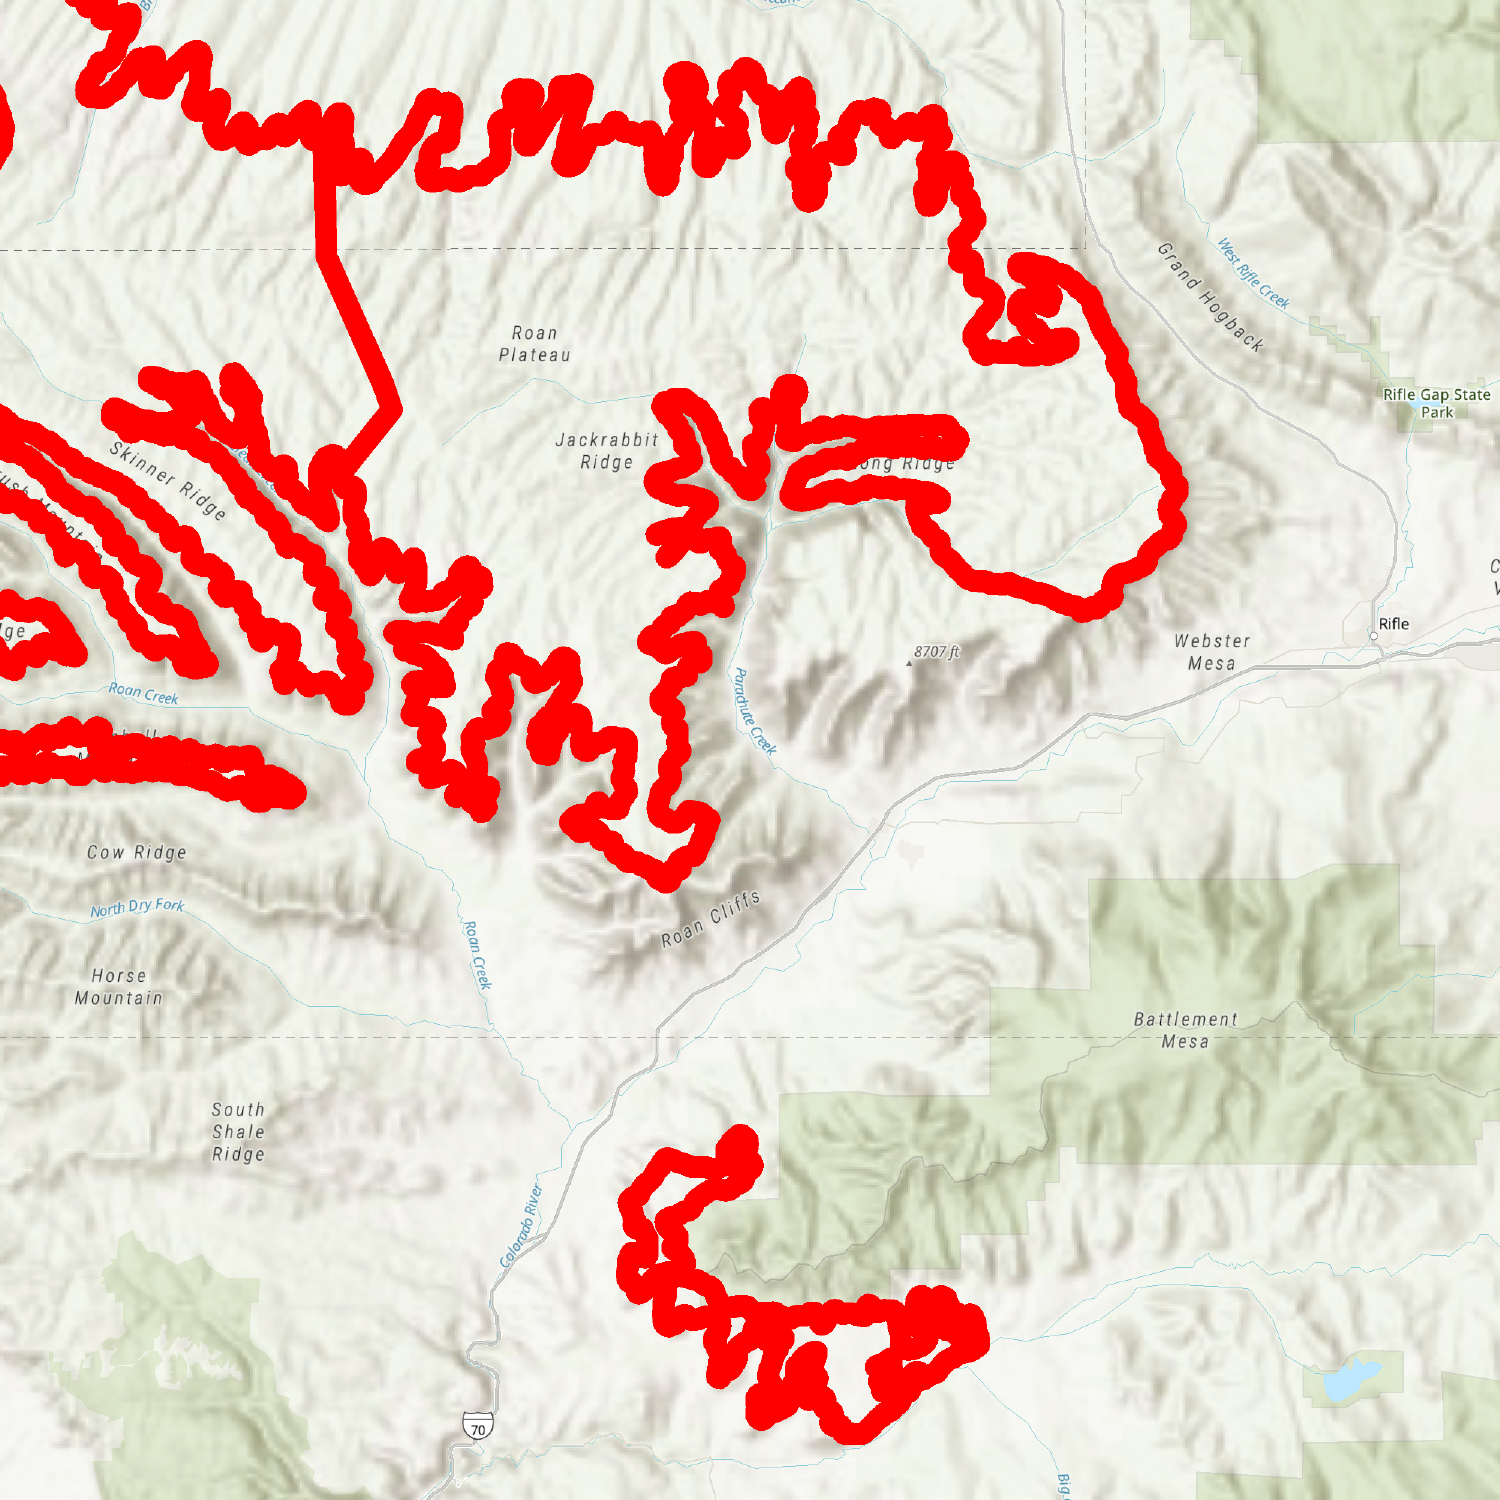 Grand Hogback
West Rifle Creek
Roan
Plateau
Rifle Gap State
Park
Jackrabbit
Ridge
Long Ridge
Skinner Ridge
Rifle
Webster
Mesa
8707 ft
Roan Creek
Parachute Creek
Cow Ridge
North Dry Fork
Roan Cliffs
Roan Creek
Horse
Mountain
Battlement
Mesa
South
Shale
Ridge
Colorado River
70
Big